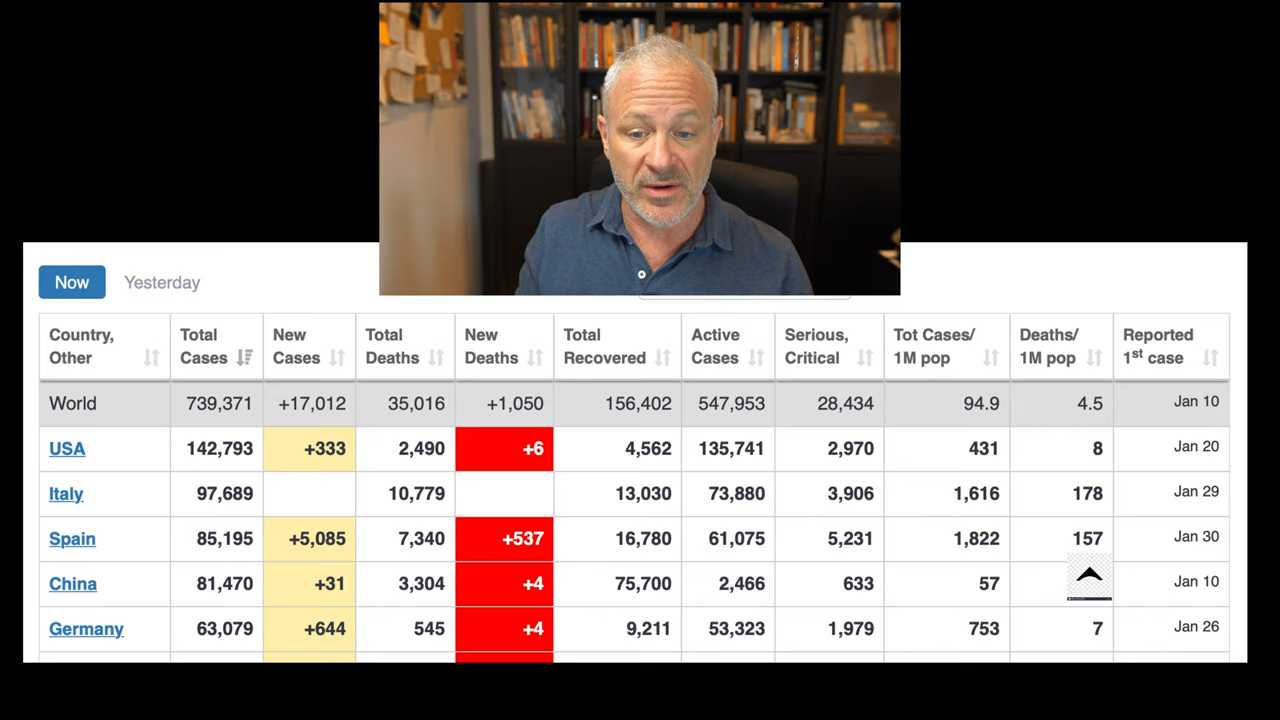 Now Yesterday
Country, Other Total Cases New Cases Total Deaths New Deaths Total Recovered Active Cases Serious, Critical Tot Cases/ 1M pop Deaths/ 1M pop Reported 1st case
World 739,371 +17,012 35,016 +1,050 156,402 547,953 28,434 94.9 4.5 Jan 10
USA 142,793 +333 2,490 +6 4,562 135,741 2,970 431 8 Jan 20
Italy 97,689 10,779 13,030 73,880 3,906 1,616 178 Jan 29
Spain 85,195 +5,085 7,340 +537 16,780 61,075 5,231 1,822 157 Jan 30
China 81,470 +31 3,304 +4 75,700 2,466 633 57 Jan 10
Germany 63,079 +644 545 +4 9,211 53,323 1,979 753 7 Jan 26